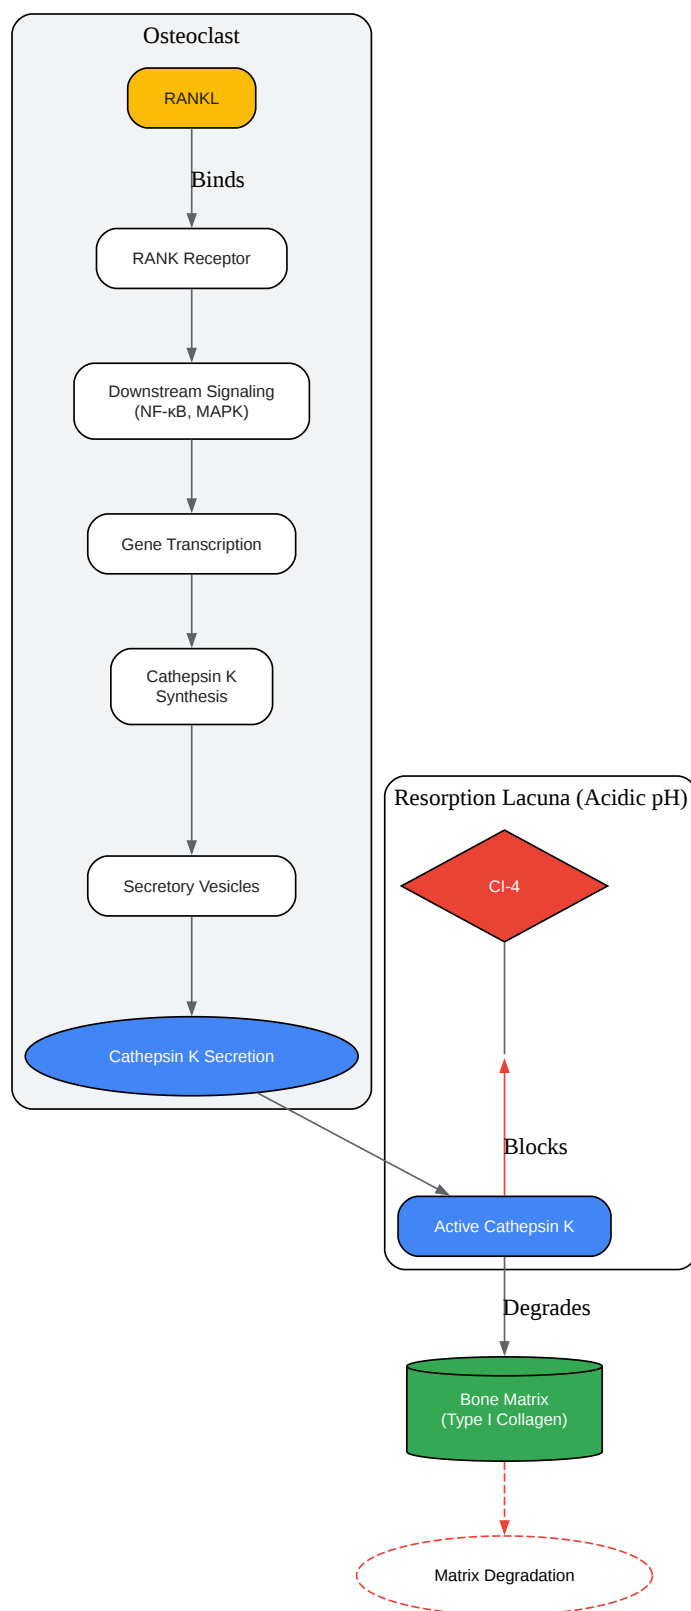 Osteoclast
RANKL
Binds
RANK Receptor
Downstream Signaling
(NF-κB, MAPK)
Gene Transcription
Cathepsin K
Synthesis
Secretory Vesicles
Cathepsin K Secretion
Resorption Lacuna (Acidic pH)
CI-4
Blocks
Active Cathepsin K
Degrades
Bone Matrix
(Type I Collagen)
Matrix Degradation